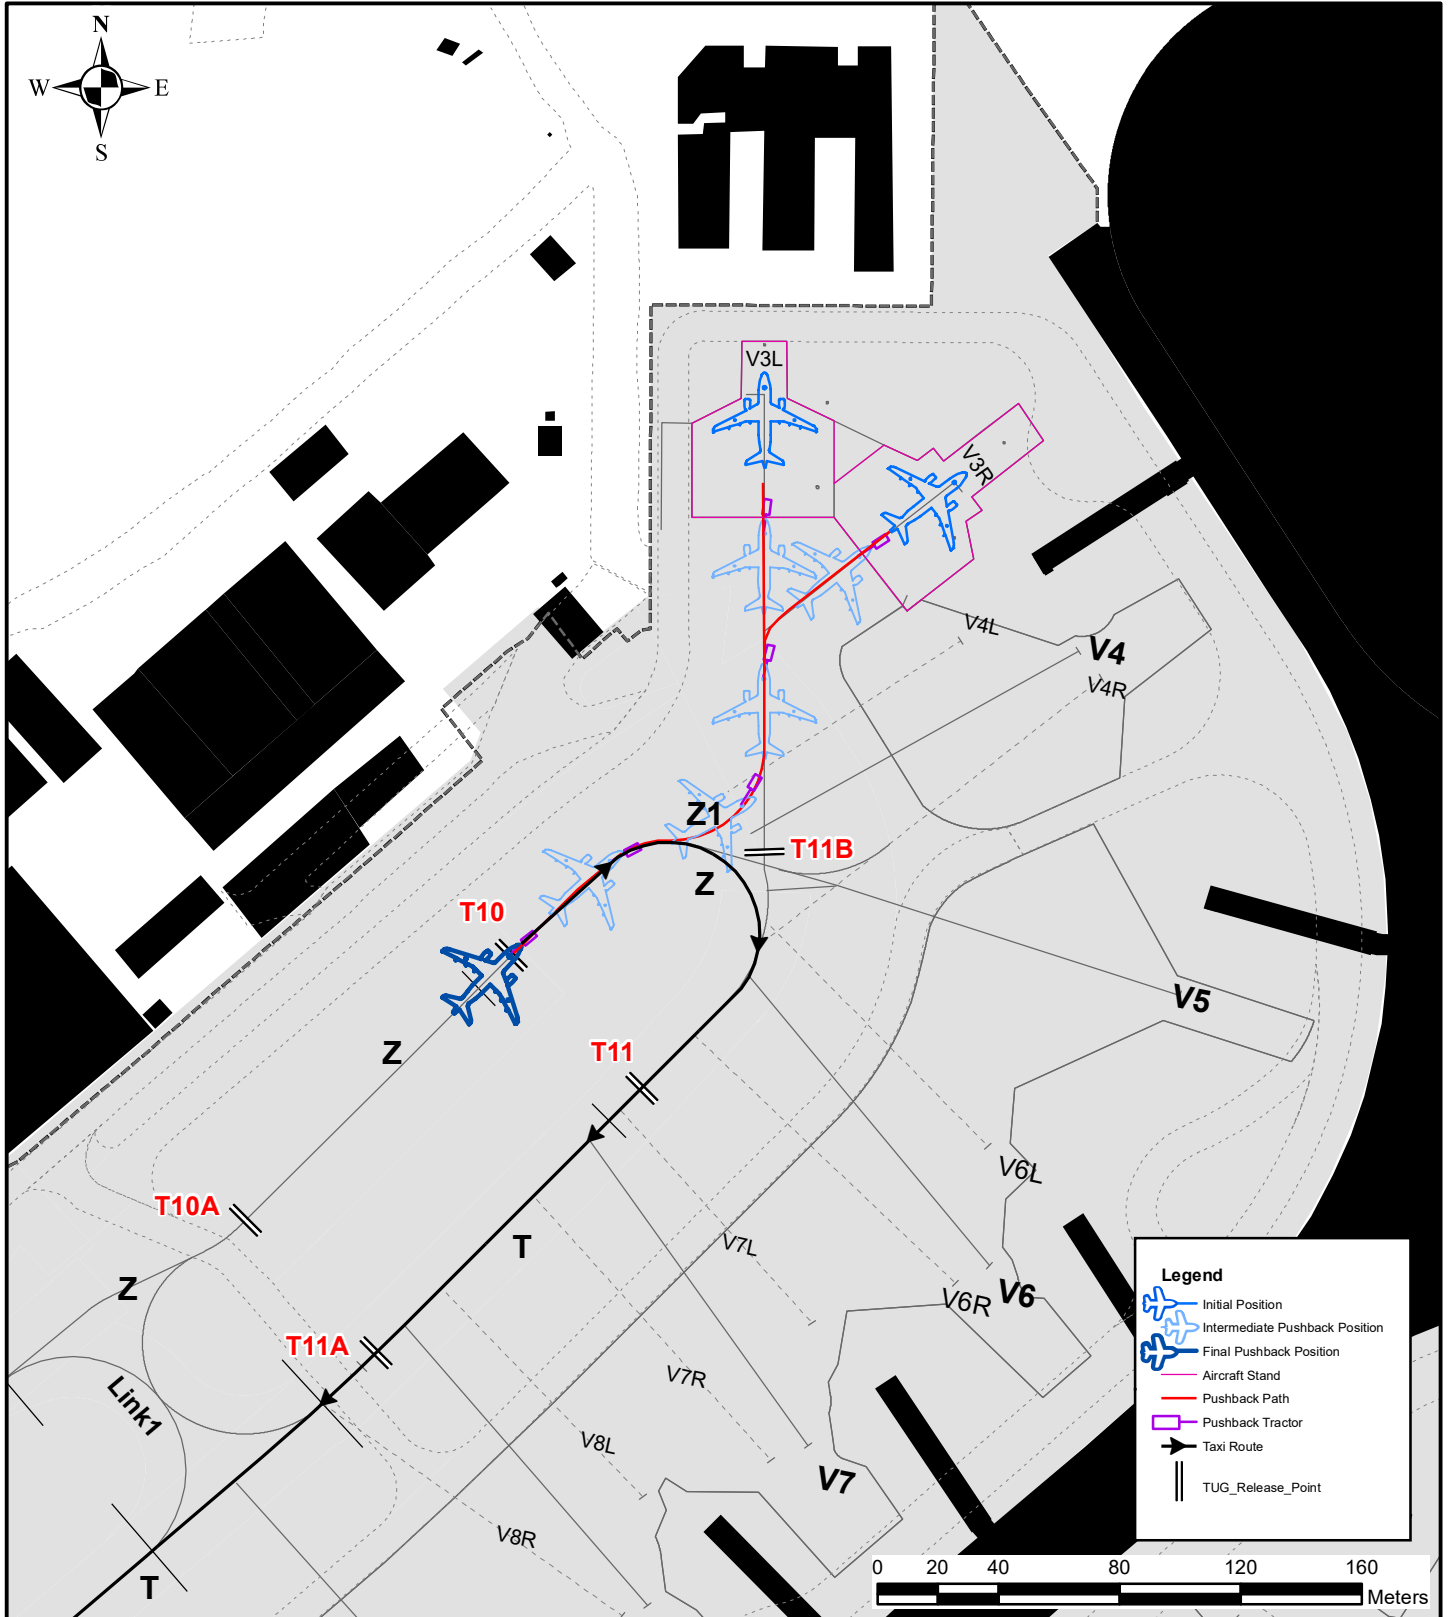 N
W E
S
V3L
V3R
V4L
V4
V4R
Z1
T11B
Z
T10
V5
Z
T11
V6L
T10A
T
V7L
Z
V6
V6R
T11A
V7R
Link1
V8L
V7
V8R
T
Legend
Initial Position
Intermediate Pushback Position
Final Pushback Position
Aircraft Stand
Pushback Path
Pushback Tractor
Taxi Route
TUG_Release_Point
0 20 40 80 120 160
Meters